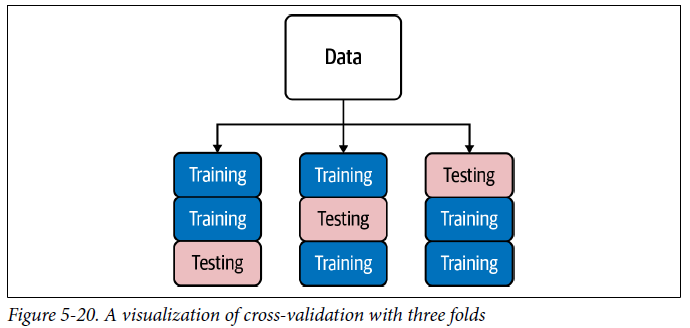 Data
Training
Training
Testing
Training
Testing
Training
Testing
Training
Training
Figure 5-20. A visualization of cross-validation with three folds